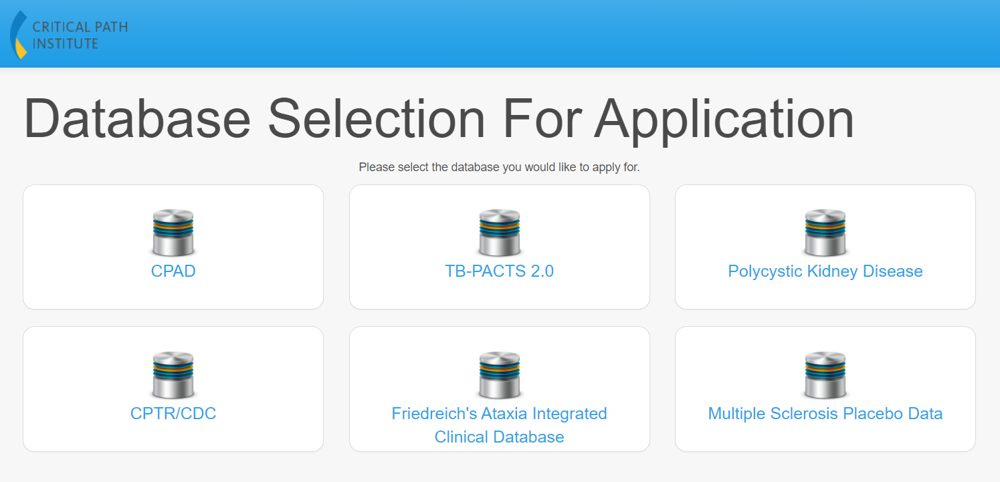 CRITICAL PATH
INSTITUTE
Database Selection For Application
Please select the database you would like to apply for.
CPAD
TB-PACTS 2.0
Polycystic Kidney Disease
CPTR/CDC
Friedreich's Ataxia Integrated
Clinical Database
Multiple Sclerosis Placebo Data